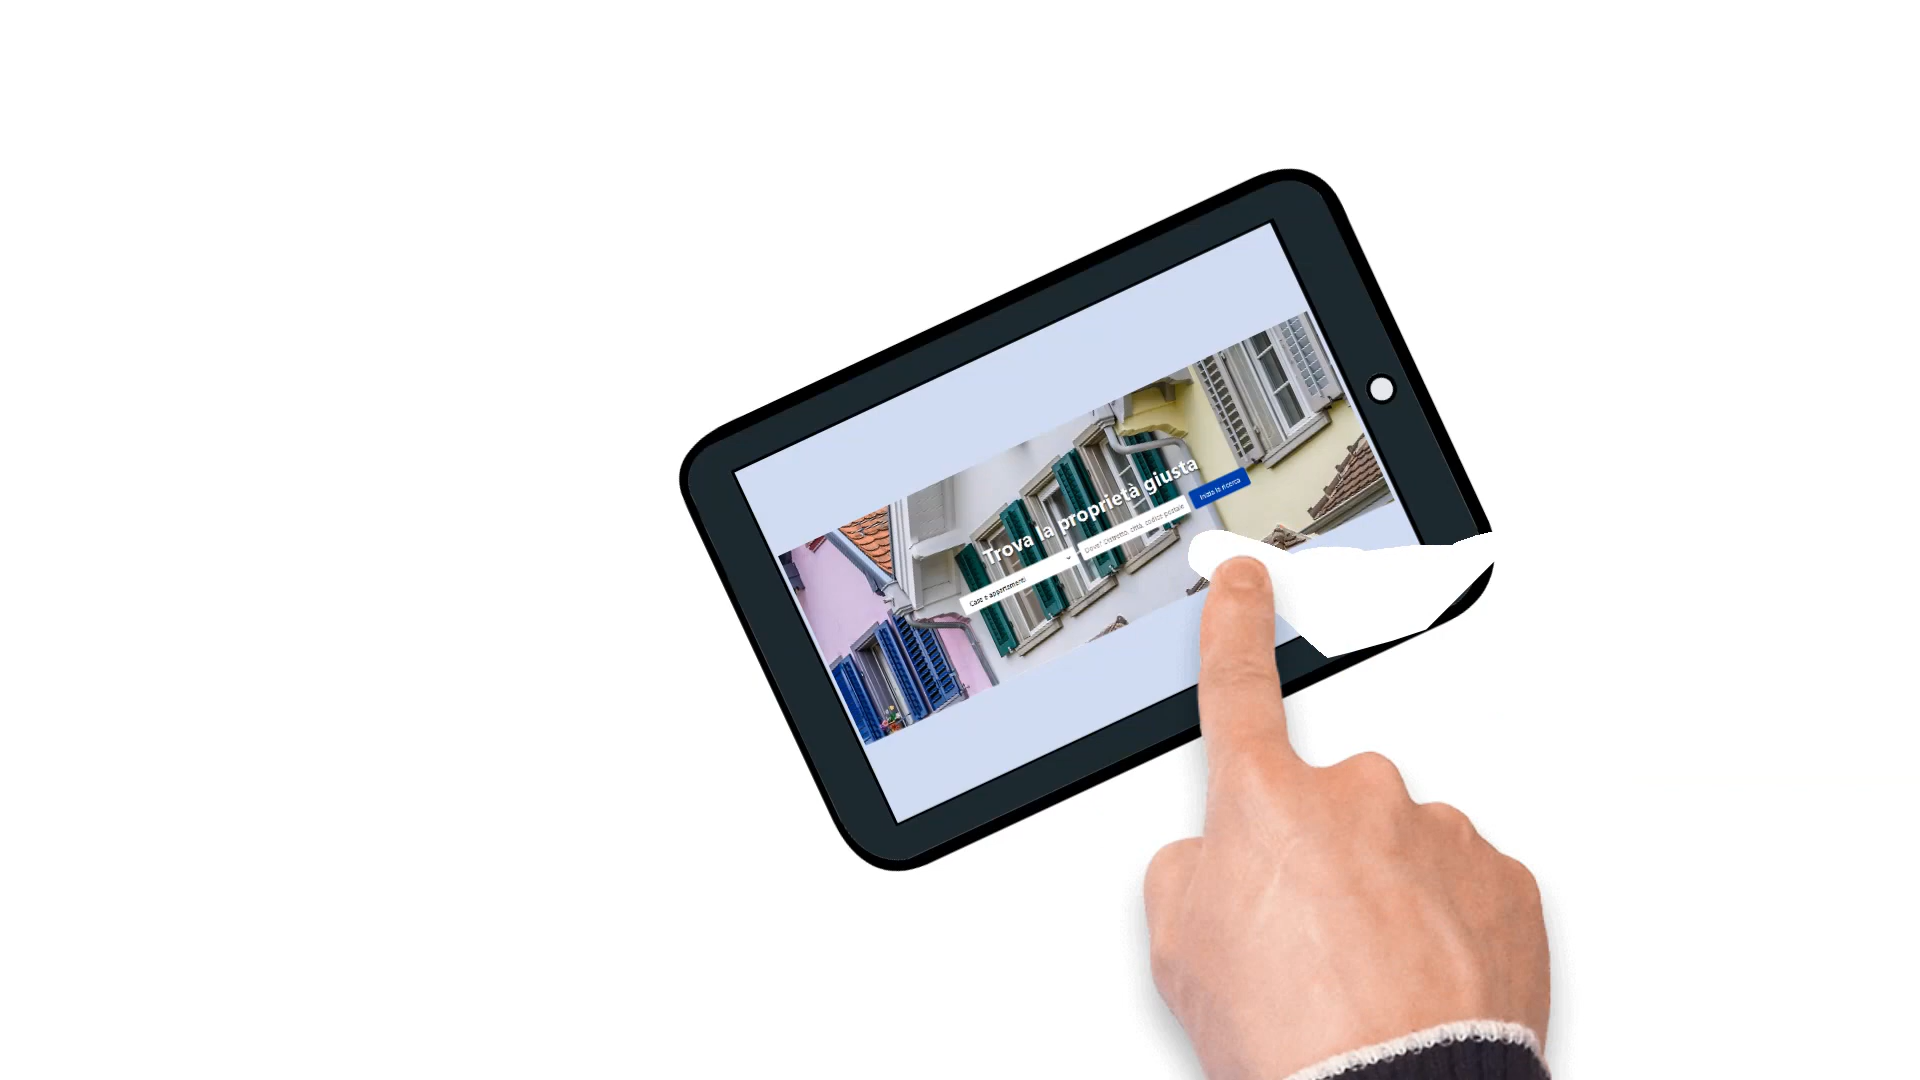 Trova la proprietà giusta
Case e appartamenti
Dove? Distretto, città, codice postale
Inizia la ricerca